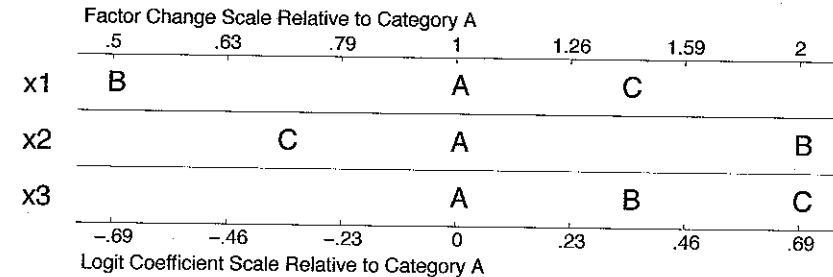 Factor Change Scale Relative to Category A
.5 .63 .79 1 1.26 1.59 2
x1 B A C
x2 C A B
x3 A B C
-.69 -.46 -.23 0 .23 .46 .69
Logit Coefficient Scale Relative to Category A